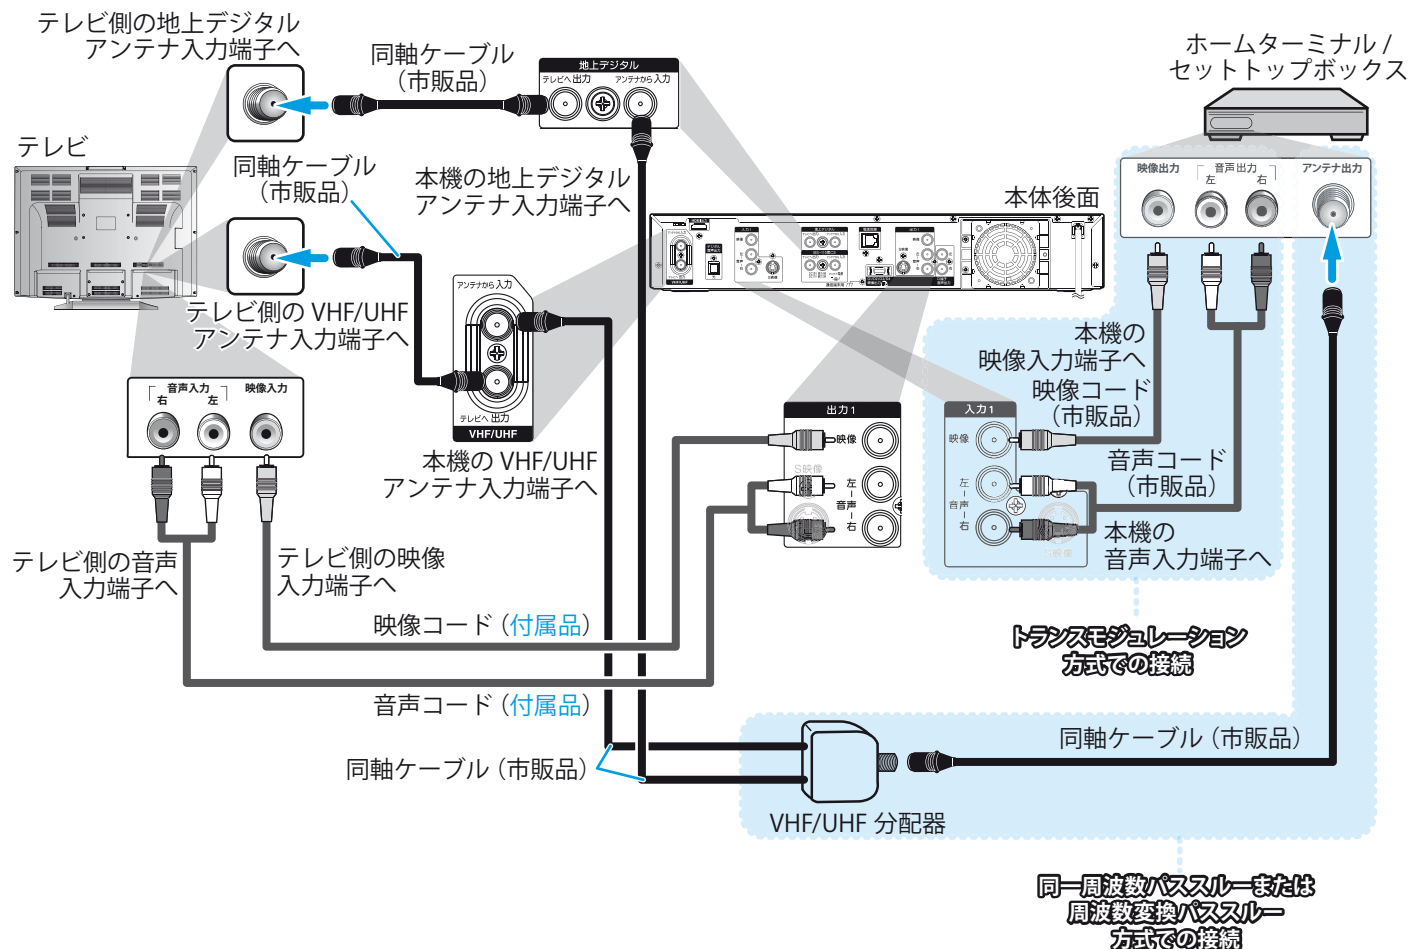 テレビ側の地上デジタル
アンテナ入力端子へ
同軸ケーブル
（市販品）
地上デジタル
テレビへ出力
アンテナから入力
ホームターミナル /
セットトップボックス
テレビ
同軸ケーブル
（市販品）
本機の地上デジタル
アンテナ入力端子へ
本体後面
映像出力
音声出力
左
右
アンテナ出力
テレビ側の VHF/UHF
アンテナ入力端子へ
アンテナから入力
テレビへ 出力
VHF/UHF
本機の VHF/UHF
アンテナ入力端子へ
音声入力
右
左
映像入力
本機の
映像入力端子へ
映像コード
（市販品）
出力 1
映像
S映像
左
音声
右
入力 1
映像
左
音声
右
S映像
音声コード
（市販品）
本機の
音声入力端子へ
テレビ側の音声
入力端子へ
テレビ側の映像
入力端子へ
映像コード（付属品）
音声コード（付属品）
同軸ケーブル（市販品）
トランスモジュレーション
方式での接続
同軸ケーブル（市販品）
VHF/UHF 分配器
同一周波数パススルーまたは
周波数変換パススルー
方式での接続